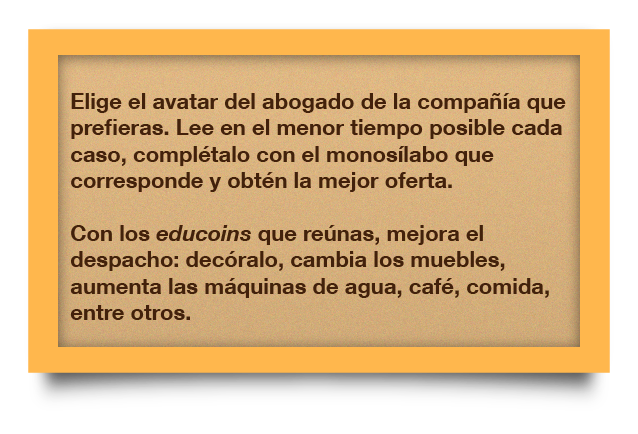 Elige el avatar del abogado de la compañía que
prefieras. Lee en el menor tiempo posible cada
caso, complétalo con el monosílabo que
corresponde y obtén la mejor oferta.
Con los educoins que reúnas, mejora el
despacho: decóralo, cambia los muebles,
aumenta las máquinas de agua, café, comida,
entre otros.